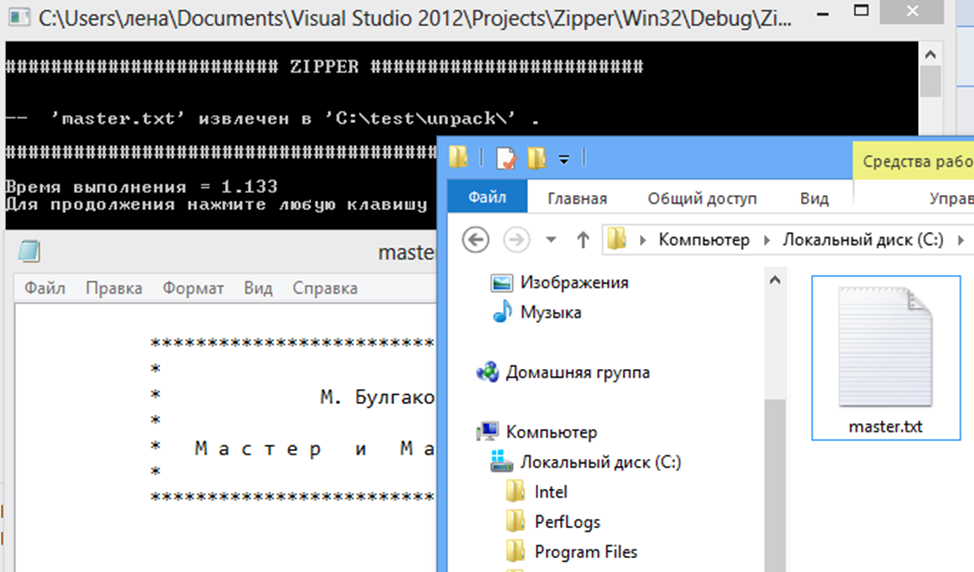 C:\Users\лена\Documents\Visual Studio 2012\Projects\Zipper\Win32\Debug\Zi...
######################## ZIPPER ########################
-- 'master.txt' извлечен в 'C:\test\unpack\' .
######################################
Время выполнения = 1.133
Для продолжения нажмите любую клавишу
Средства рабо
Файл Главная Общий доступ Вид Управ
Компьютер Локальный диск (C:)
maste
Файл Правка Формат Вид Справка
*************************
*
* М. Булгако
*
* М а с т е р и М а
*
*************************
Изображения
Музыка
Домашняя группа
Компьютер
Локальный диск (C:)
Intel
PerfLogs
Program Files
master.txt